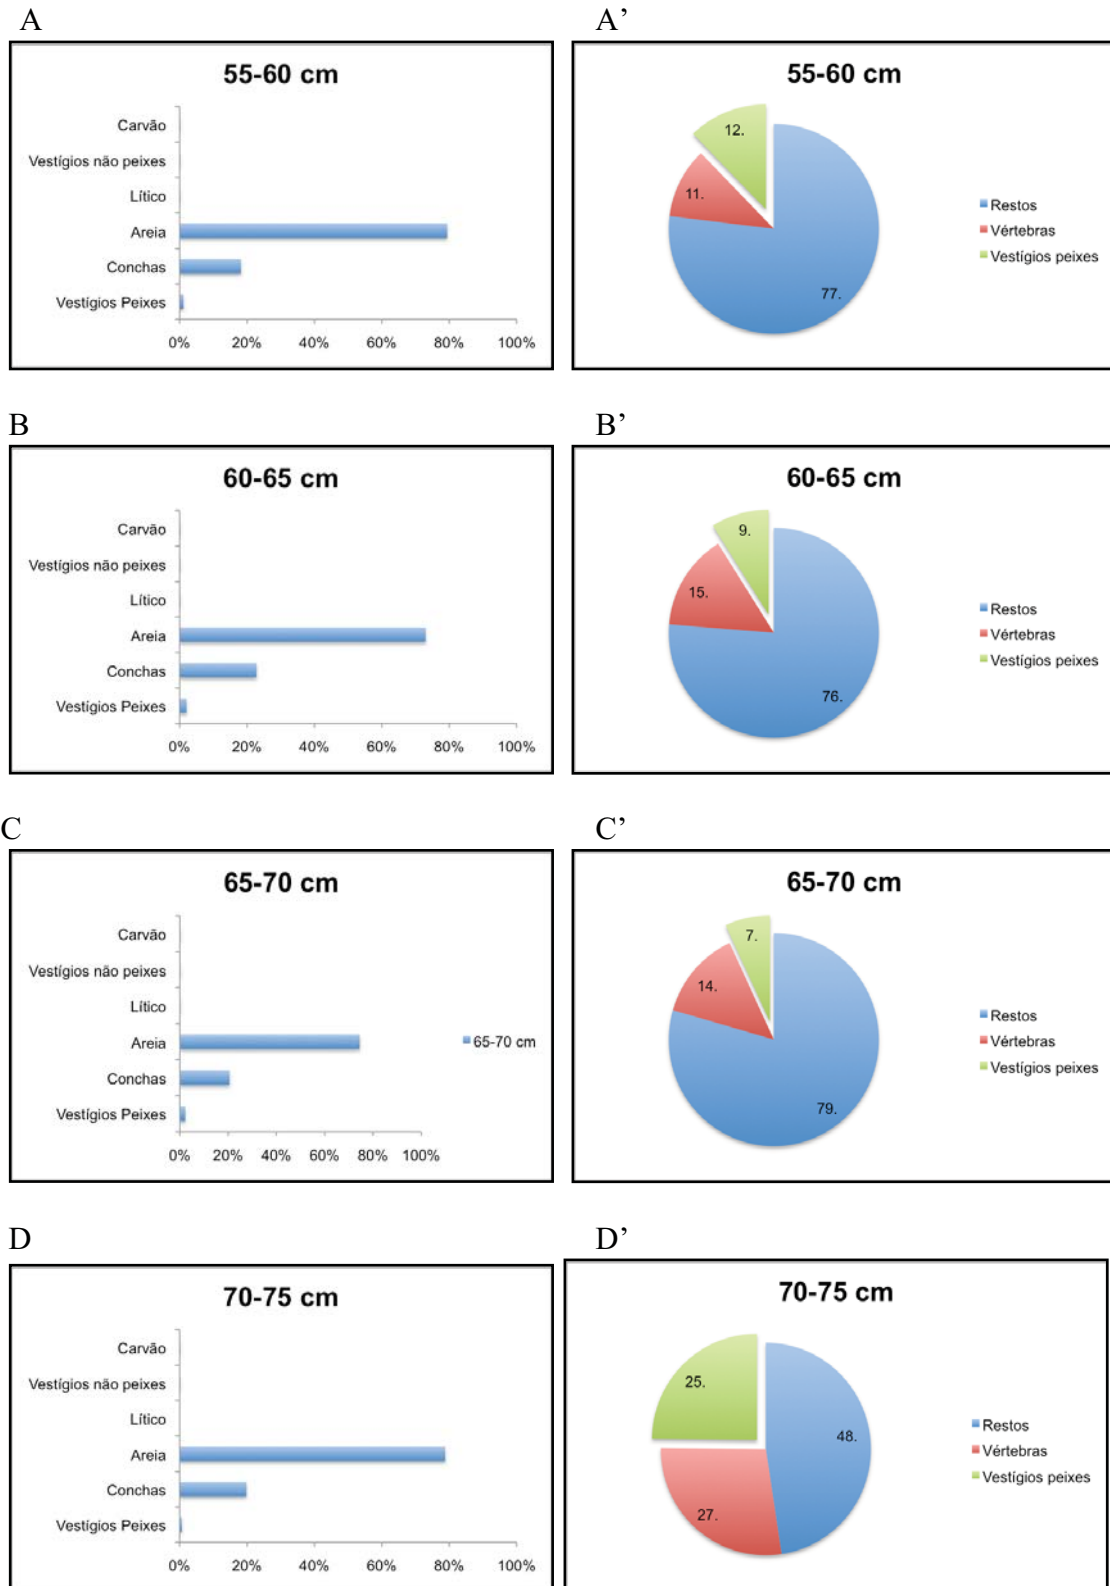 A
A’
55-60 cm
Carvão
Vestígios não peixes
Lítico
Areia
Conchas
Vestígios Peixes
0% 20% 40% 60% 80% 100%
55-60 cm
12.
11.
77.
Restos
Vértebras
Vestígios peixes
B
B’
60-65 cm
Carvão
Vestígios não peixes
Lítico
Areia
Conchas
Vestígios Peixes
0% 20% 40% 60% 80% 100%
60-65 cm
9.
15.
76.
Restos
Vértebras
Vestígios peixes
C
C’
65-70 cm
Carvão
Vestígios não peixes
Lítico
Areia
Conchas
Vestígios Peixes
0% 20% 40% 60% 80% 100%
65-70 cm
65-70 cm
7.
14.
79.
Restos
Vértebras
Vestígios peixes
D
D’
70-75 cm
Carvão
Vestígios não peixes
Lítico
Areia
Conchas
Vestígios Peixes
0% 20% 40% 60% 80% 100%
70-75 cm
25.
48.
27.
Restos
Vértebras
Vestígios peixes